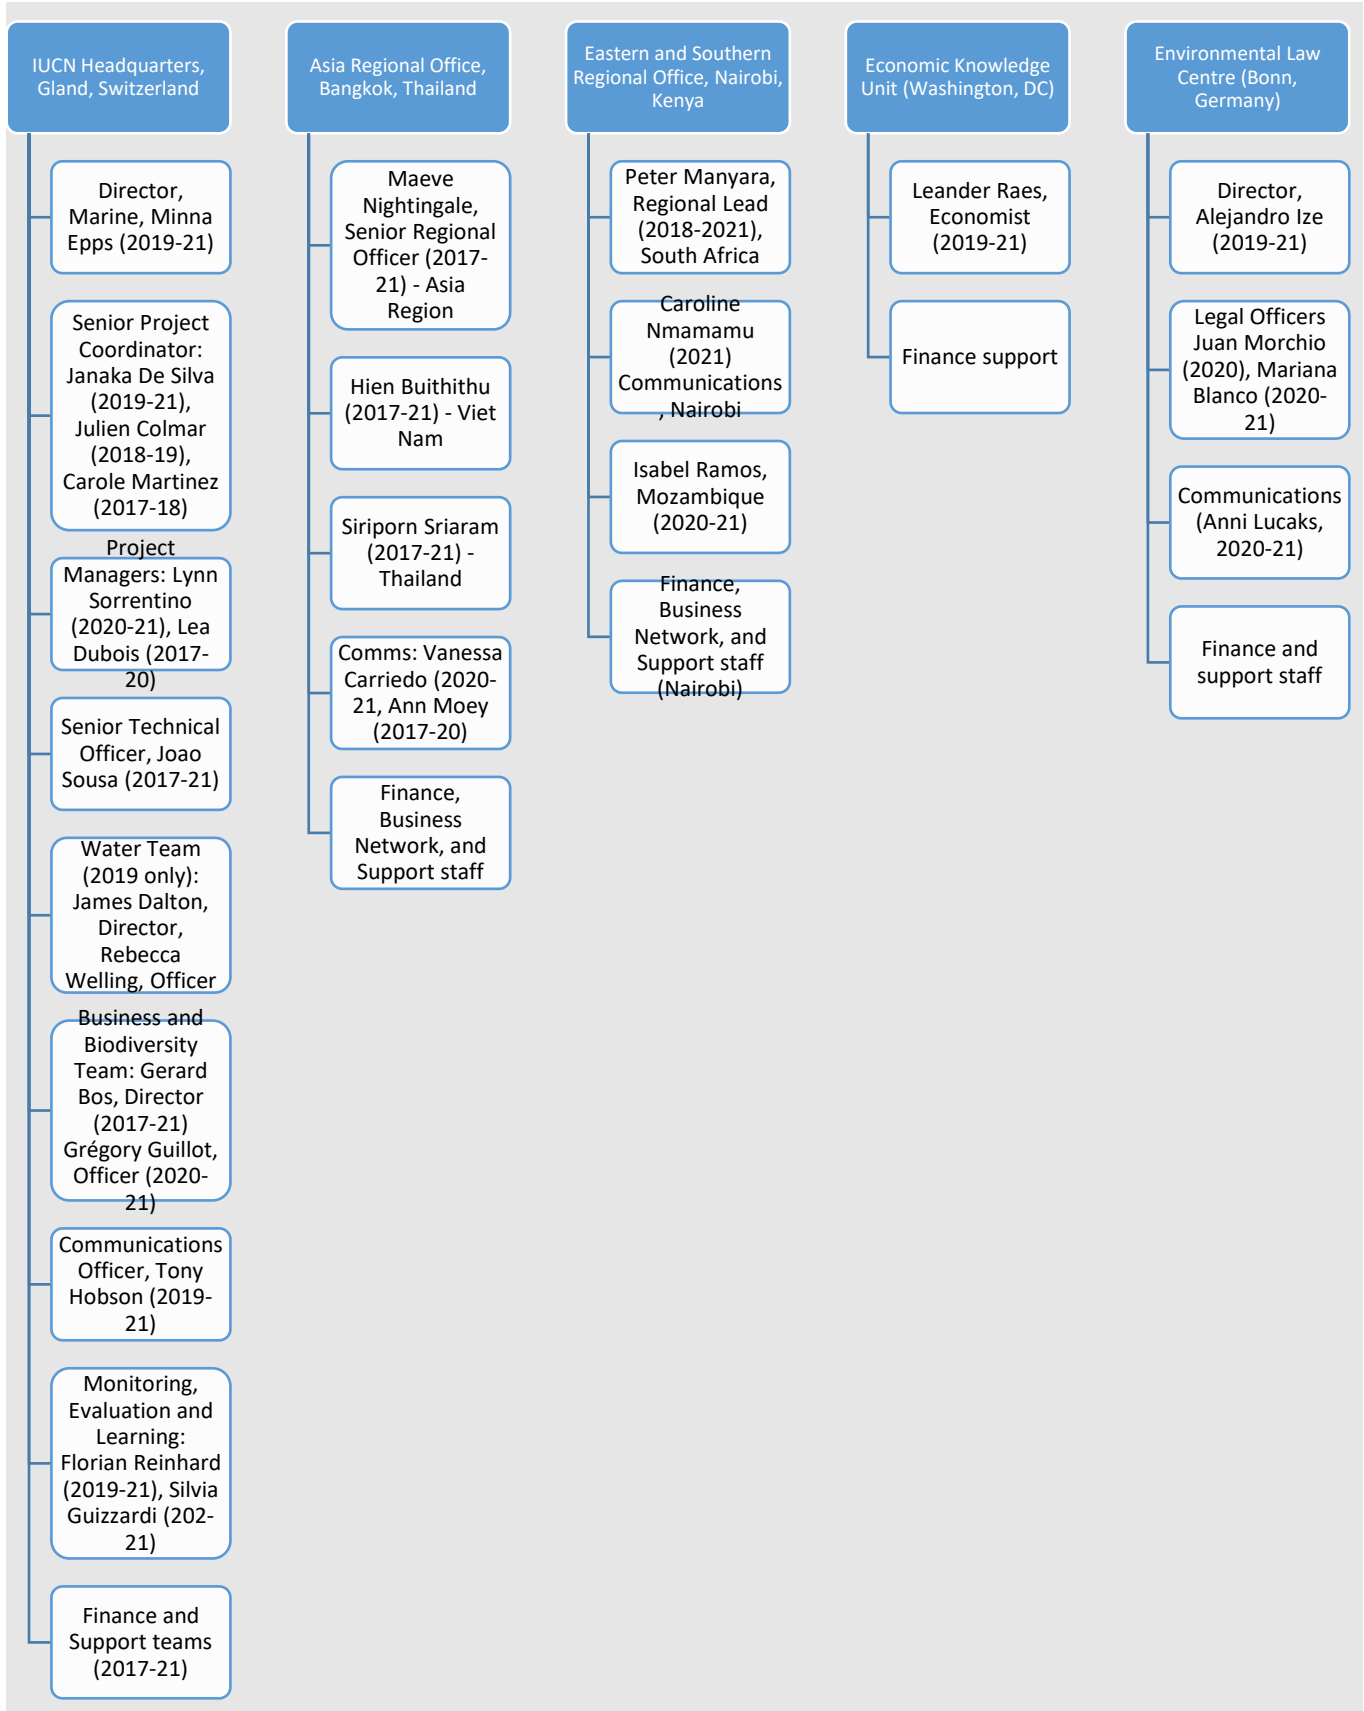 IUCN Headquarters,
Gland, Switzerland
Director,
Marine, Minna
Epps (2019-21)
Senior Project
Coordinator:
Janaka De Silva
(2019-21),
Julien Colmar
(2018-19),
Carole Martinez
(2017-18)
Project
Managers: Lynn
Sorrentino
(2020-21), Lea
Dubois (2017-
20)
Senior Technical
Officer, Joao
Sousa (2017-21)
Water Team
(2019 only):
James Dalton,
Director,
Rebecca
Welling, Officer
Business and
Biodiversity
Team: Gerard
Bos, Director
(2017-21)
Grégory Guillot,
Officer (2020-
21)
Communications
Officer, Tony
Hobson (2019-
21)
Monitoring,
Evaluation and
Learning:
Florian Reinhard
(2019-21), Silvia
Guizzardi (202-
21)
Finance and
Support teams
(2017-21)
Asia Regional Office,
Bangkok, Thailand
Maeve
Nightingale,
Senior Regional
Officer (2017-
21) - Asia
Region
Hien Buithithu
(2017-21) - Viet
Nam
Siriporn Sriaram
(2017-21) -
Thailand
Comms: Vanessa
Carriedo (2020-
21, Ann Moey
(2017-20)
Finance,
Business
Network, and
Support staff
Eastern and Southern
Regional Office, Nairobi,
Kenya
Peter Manyara,
Regional Lead
(2018-2021),
South Africa
Caroline
Nmamamu
(2021)
Communications
, Nairobi
Isabel Ramos,
Mozambique
(2020-21)
Finance,
Business
Network, and
Support staff
(Nairobi)
Economic Knowledge
Unit (Washington, DC)
Leander Raes,
Economist
(2019-21)
Finance support
Environmental Law
Centre (Bonn,
Germany)
Director,
Alejandro Ize
(2019-21)
Legal Officers
Juan Morchio
(2020), Mariana
Blanco (2020-
21)
Communications
(Anni Lucaks,
2020-21)
Finance and
support staff